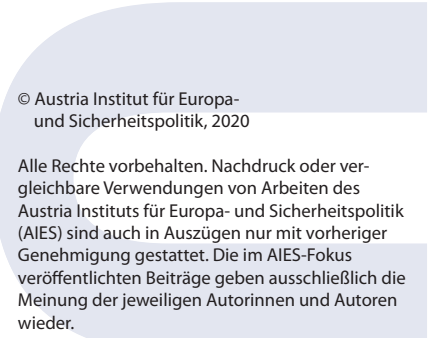 © Austria Institut für Europa-
und Sicherheitspolitik, 2020
Alle Rechte vorbehalten. Nachdruck oder ver-
gleichbare Verwendungen von Arbeiten des
Austria Instituts für Europa- und Sicherheitspolitik
(AIES) sind auch in Auszügen nur mit vorheriger
Genehmigung gestattet. Die im AIES-Fokus
veröffentlichten Beiträge geben ausschließlich die
Meinung der jeweiligen Autorinnen und Autoren
wieder.